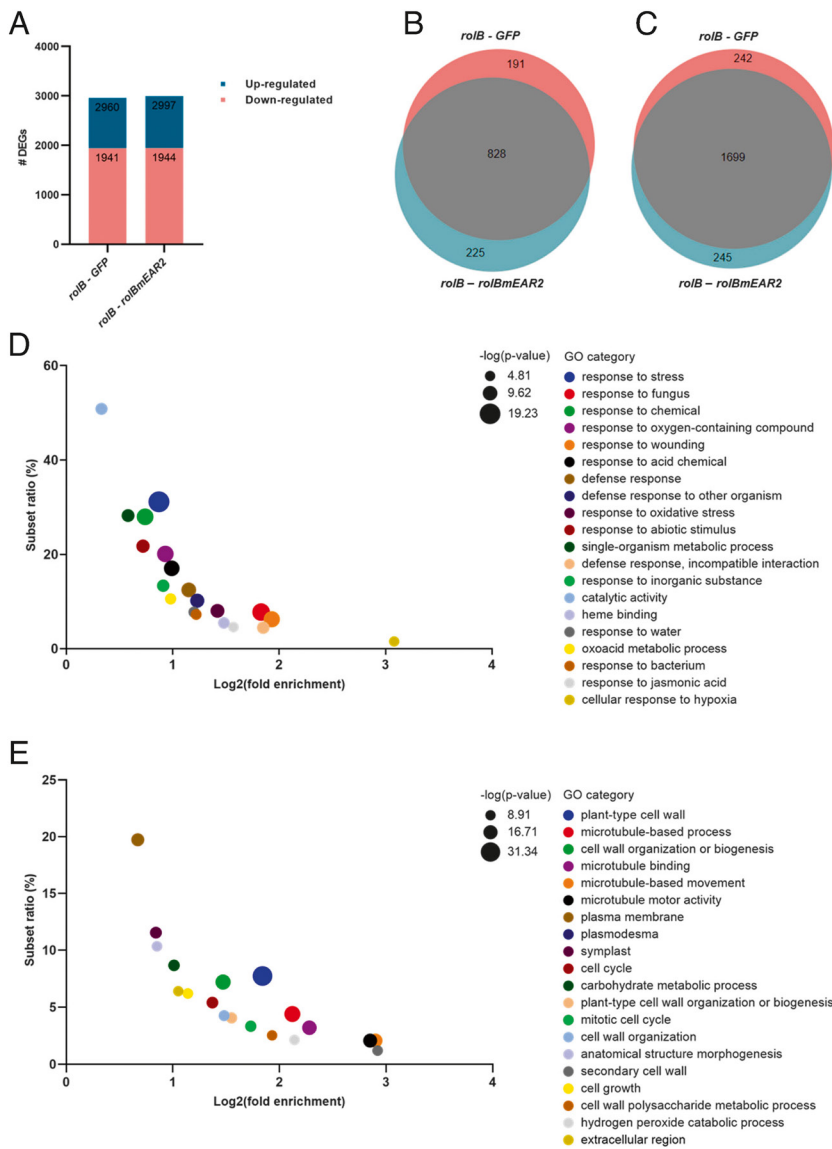 A
4000
3000
2000
1000
0
# DEGs
2960
2997
1941
1944
rolB - GFP
rolB - rolBmEAR2
Up-regulated
Down-regulated
B
rolB - GFP
191
828
225
rolB – rolBmEAR2
C
rolB - GFP
242
1699
245
rolB – rolBmEAR2
D
60
40
20
0
Subset ratio (%)
0 1 2 3 4
Log2(fold enrichment)
-log(p-value)
4.81
9.62
19.23
GO category
response to stress
response to fungus
response to chemical
response to oxygen-containing compound
response to wounding
response to acid chemical
defense response
defense response to other organism
response to oxidative stress
response to abiotic stimulus
single-organism metabolic process
defense response, incompatible interaction
response to inorganic substance
catalytic activity
heme binding
response to water
oxoacid metabolic process
response to bacterium
response to jasmonic acid
cellular response to hypoxia
E
25
20
15
10
5
0
Subset ratio (%)
0 1 2 3 4
Log2(fold enrichment)
-log(p-value)
8.91
16.71
31.34
GO category
plant-type cell wall
microtubule-based process
cell wall organization or biogenesis
microtubule binding
microtubule-based movement
microtubule motor activity
plasma membrane
plasmodesma
symplast
cell cycle
carbohydrate metabolic process
plant-type cell wall organization or biogenesis
mitotic cell cycle
cell wall organization
anatomical structure morphogenesis
secondary cell wall
cell growth
cell wall polysaccharide metabolic process
hydrogen peroxide catabolic process
extracellular region